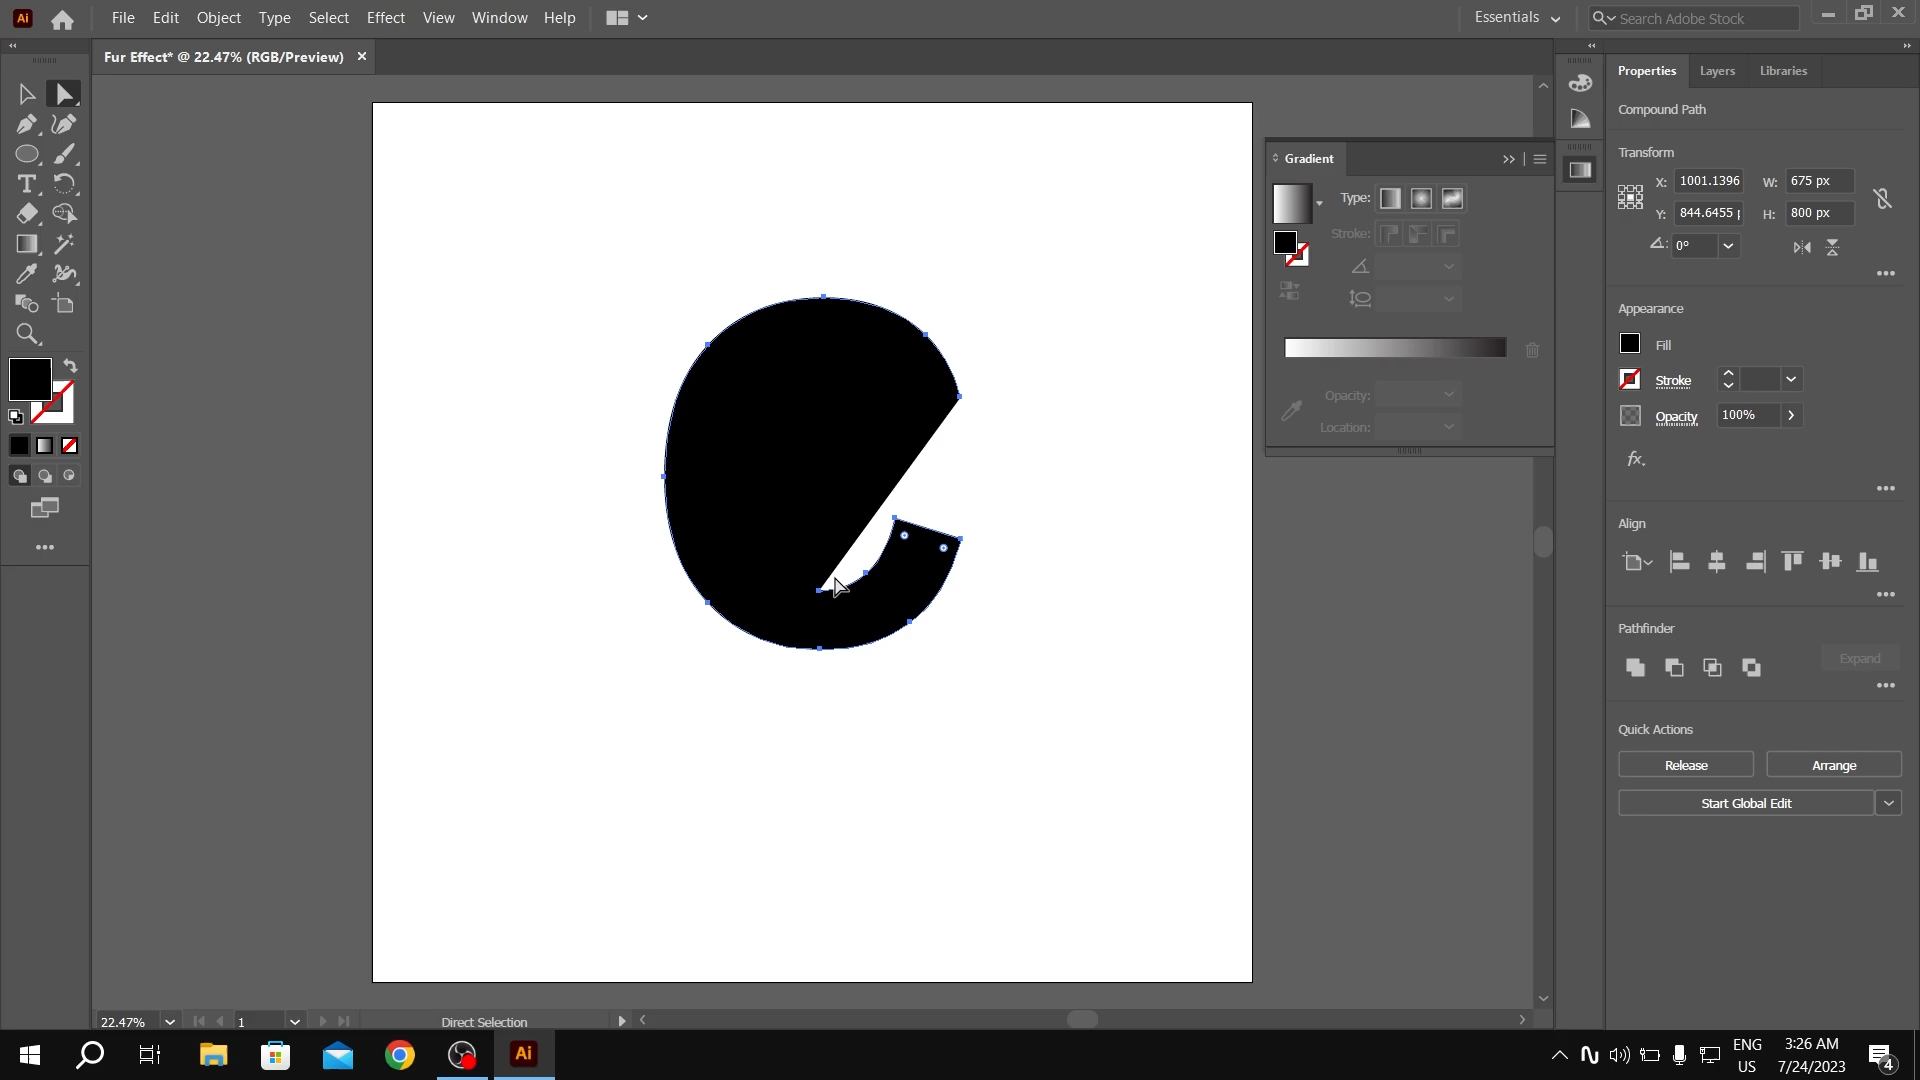 Ai File Edit Object Type Select Effect View Window Help Essentials Search Adobe Stock
Fur Effect* @ 22.47% (RGB/Preview)
Properties Layers Libraries
Compound Path
Transform
X: 1001.1396 W: 675 px
Y: 844.6455 p H: 800 px
0°
Gradient
Type:
Stroke:
Opacity:
Location:
Appearance
Fill
Stroke
Opacity 100%
fx.
Align
Pathfinder
Expand
Quick Actions
Release Arrange
Start Global Edit
22.47% 1 Direct Selection
Ai
ENG
US
3:26 AM
7/24/2023
4